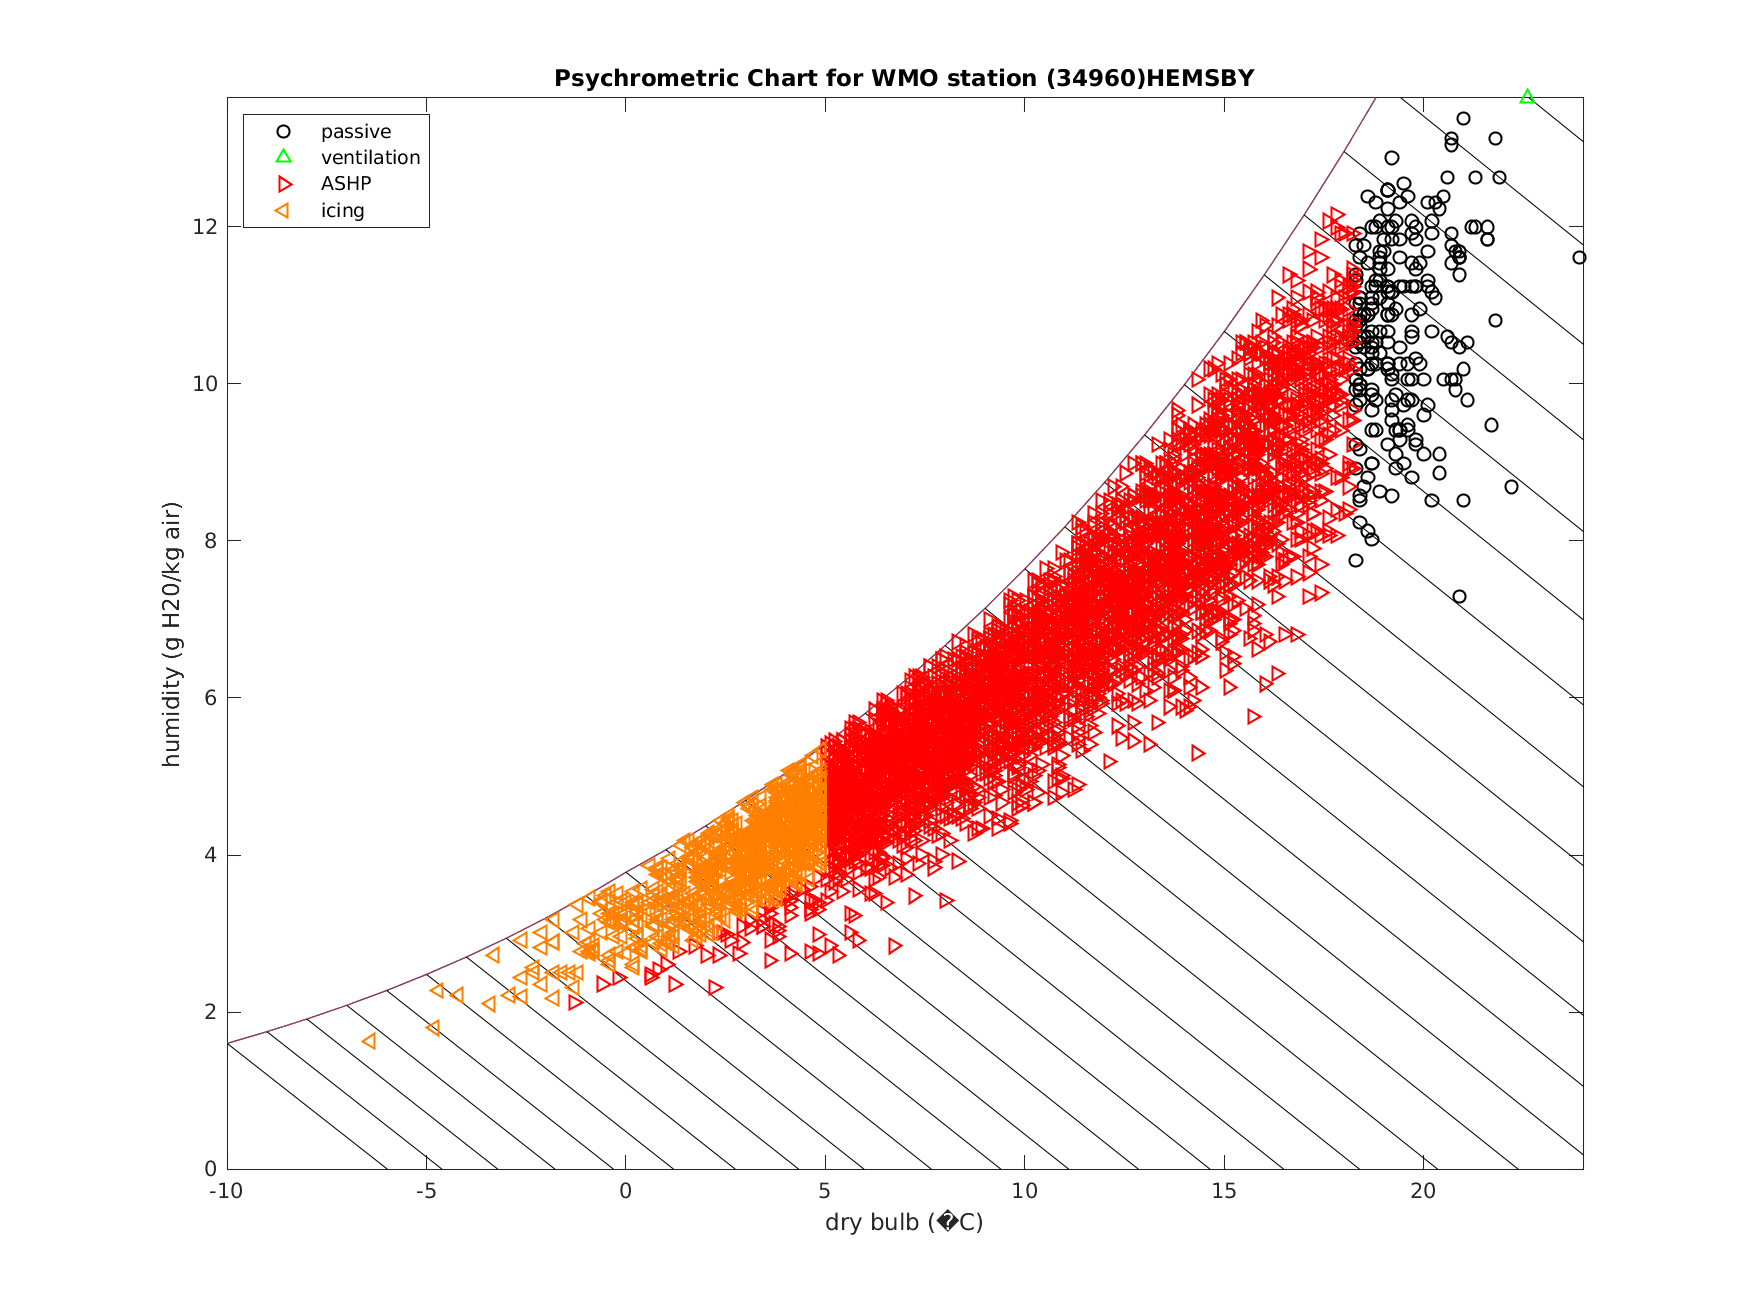 Psychrometric Chart for WMO station (34960)HEMSBY
passive
ventilation
ASHP
icing
humidity (g H20/kg air)
12
10
8
6
4
2
0
-10 -5 0 5 10 15 20
dry bulb (�C)